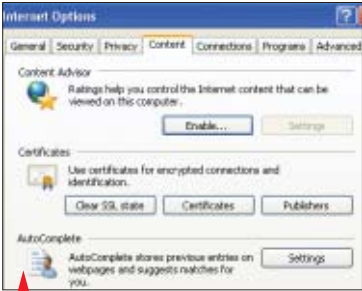 Internet Options
General Security Privacy Content Connections Programs Advanced
Content Advisor
Ratings help you control the Internet content that can be
viewed on this computer.
Enable... Settings
Certificates
Use certificates for encrypted connections and
identification.
Clear SSL state Certificates Publishers
AutoComplete
AutoComplete stores previous entries on Settings
webpages and suggests matches for
you.